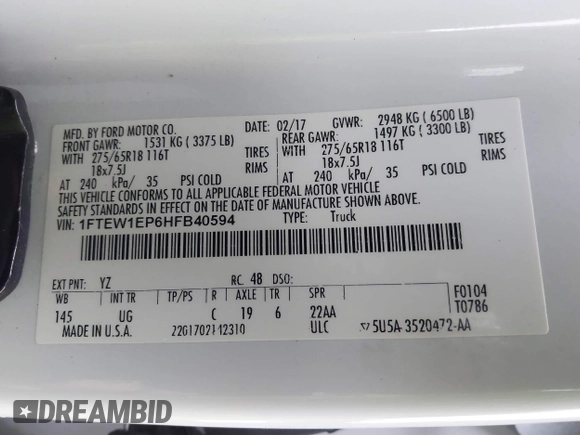 MFD. BY FORD MOTOR CO. 02/17 GVWR: 2948 KG ( 6500 LB)
FRONT GAWR: 1531 KG ( 3375 LB) REAR GAWR: 1497 KG ( 3300 LB)
WITH 275/65R18 116T TIRES WITH 275/65R18 116T TIRES
18x7.5J RIMS 18x7.5J RIMS
AT 240 kPa/ 35 PSI COLD AT 240 kPa/ 35 PSI COLD
THIS VEHICLE CONFORMS TO ALL APPLICABLE FEDERAL MOTOR VEHICLE
SAFETY STANDARDS IN EFFECT ON THE DATE OF MANUFACTURE SHOWN ABOVE.
VIN: 1FTEW1EP6HFB40594 TYPE: Truck
EXT PNT: YZ RC: 48 DSO:
WB INT TR TP/PS R AXLE TR SPR F0104
145 UG C 19 6 22AA T0786
MADE IN U.S.A. ULC 5U5A-3520472-AA
DREAMBID